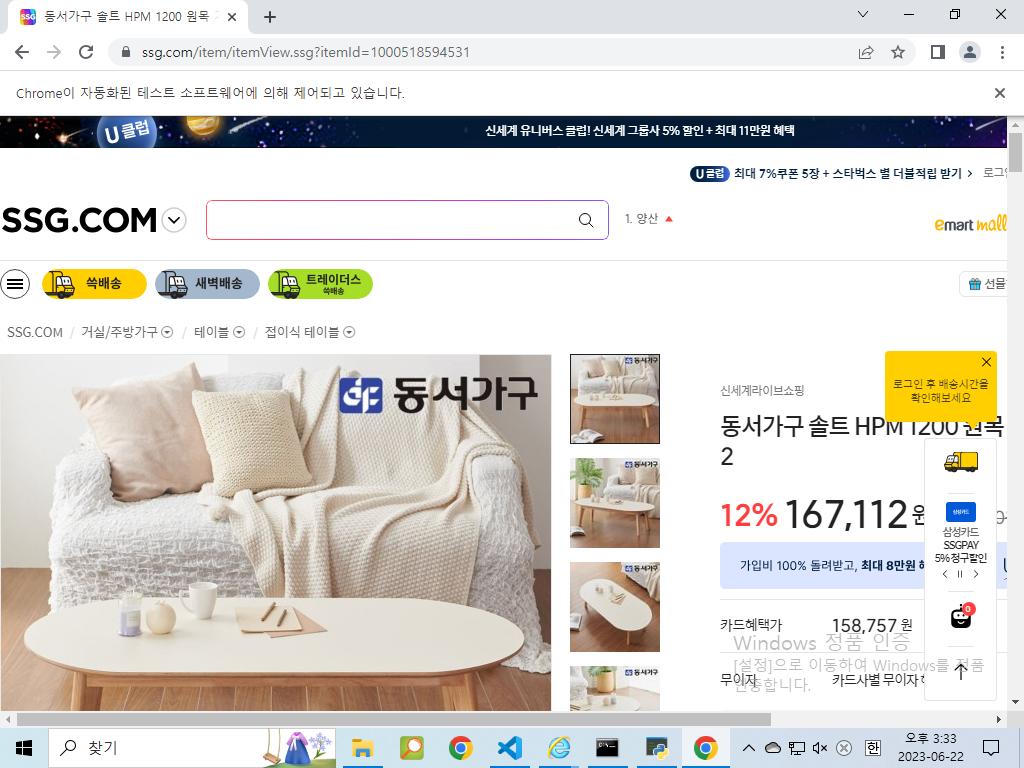 동서가구 솔트 HPM 1200 원목
ssg.com/item/itemView.ssg?itemId=1000518594531
Chrome이 자동화된 테스트 소프트웨어에 의해 제어되고 있습니다.
U클럽
신세계 유니버스 클럽! 신세계 그룹사 5% 할인 + 최대 11만원 혜택
U클럽 최대 7%쿠폰 5장 + 스타벅스 별 더블적립 받기 >
SSG.COM
1. 양산
emart mall
쓱배송
새벽배송
트레이더스
쓱배송
선물
SSG.COM / 거실/주방가구 / 테이블 / 접이식 테이블
동서가구
로그인 후 배송시간을
확인해보세요
신세계라이브쇼핑
동서가구 솔트 HPM 1200 원목
2
12% 167,112원
삼성카드
삼성카드
SSGPAY
5% 청구할인
가입비 100% 돌려받고, 최대 8만원
카드혜택가 158,757 원
0
Windows 정품 인증
[설정]으로 이동하여 Windows를 정품
인증합니다.
무이자 카드사별 무이자
찾기
오후 3:33
2023-06-22
한